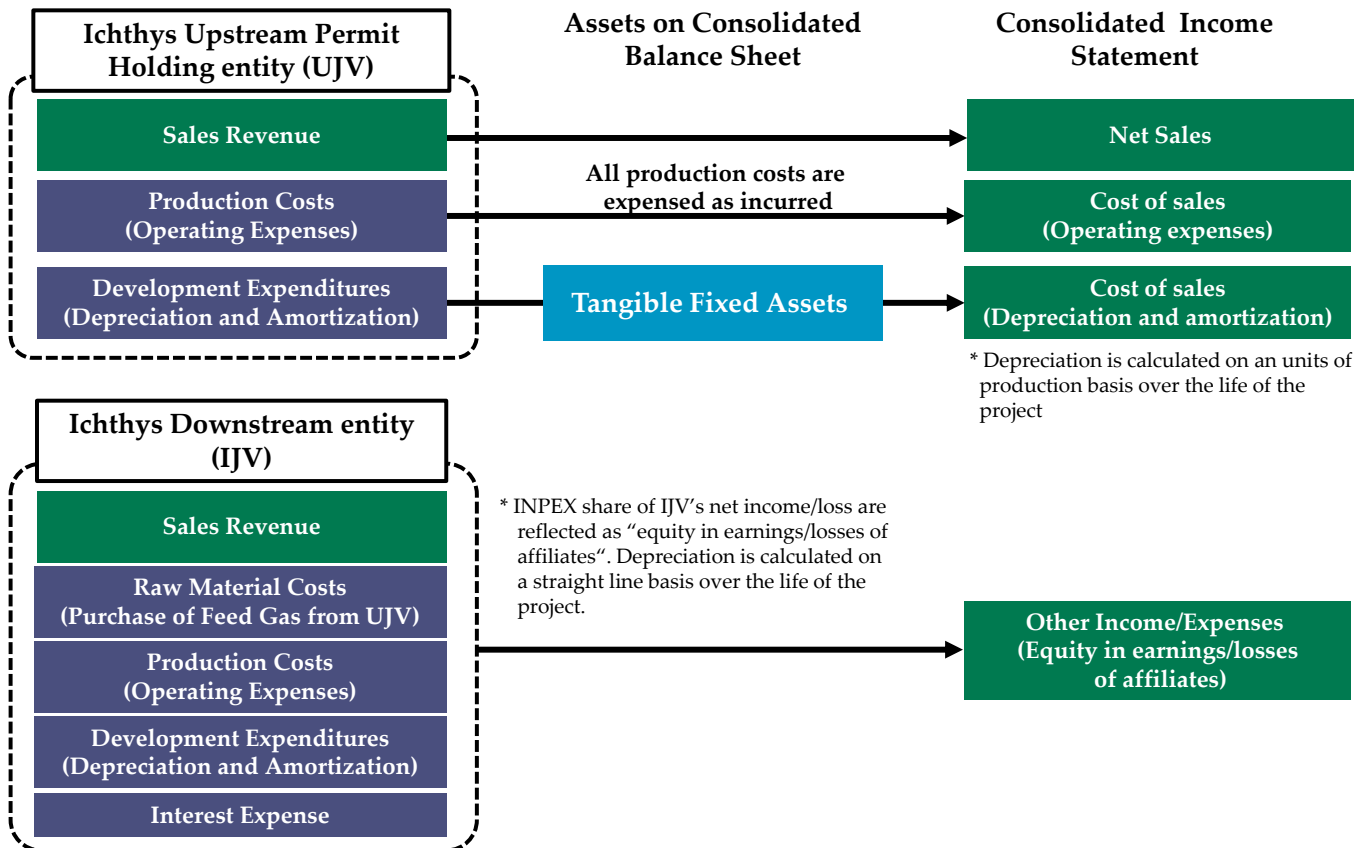 Ichthys Upstream Permit
Holding entity (UJV)
Assets on Consolidated
Balance Sheet
Consolidated Income
Statement
Sales Revenue
Net Sales
Production Costs
(Operating Expenses)
All production costs are
expensed as incurred
Cost of sales
(Operating expenses)
Development Expenditures
(Depreciation and Amortization)
Tangible Fixed Assets
Cost of sales
(Depreciation and amortization)
* Depreciation is calculated on an units of
production basis over the life of the
project
Ichthys Downstream entity
(IJV)
Sales Revenue
Raw Material Costs
(Purchase of Feed Gas from UJV)
Production Costs
(Operating Expenses)
Development Expenditures
(Depreciation and Amortization)
Interest Expense
* INPEX share of IJV’s net income/loss are
reflected as “equity in earnings/losses of
affiliates“. Depreciation is calculated on
a straight line basis over the life of the
project.
Other Income/Expenses
(Equity in earnings/losses
of affiliates)